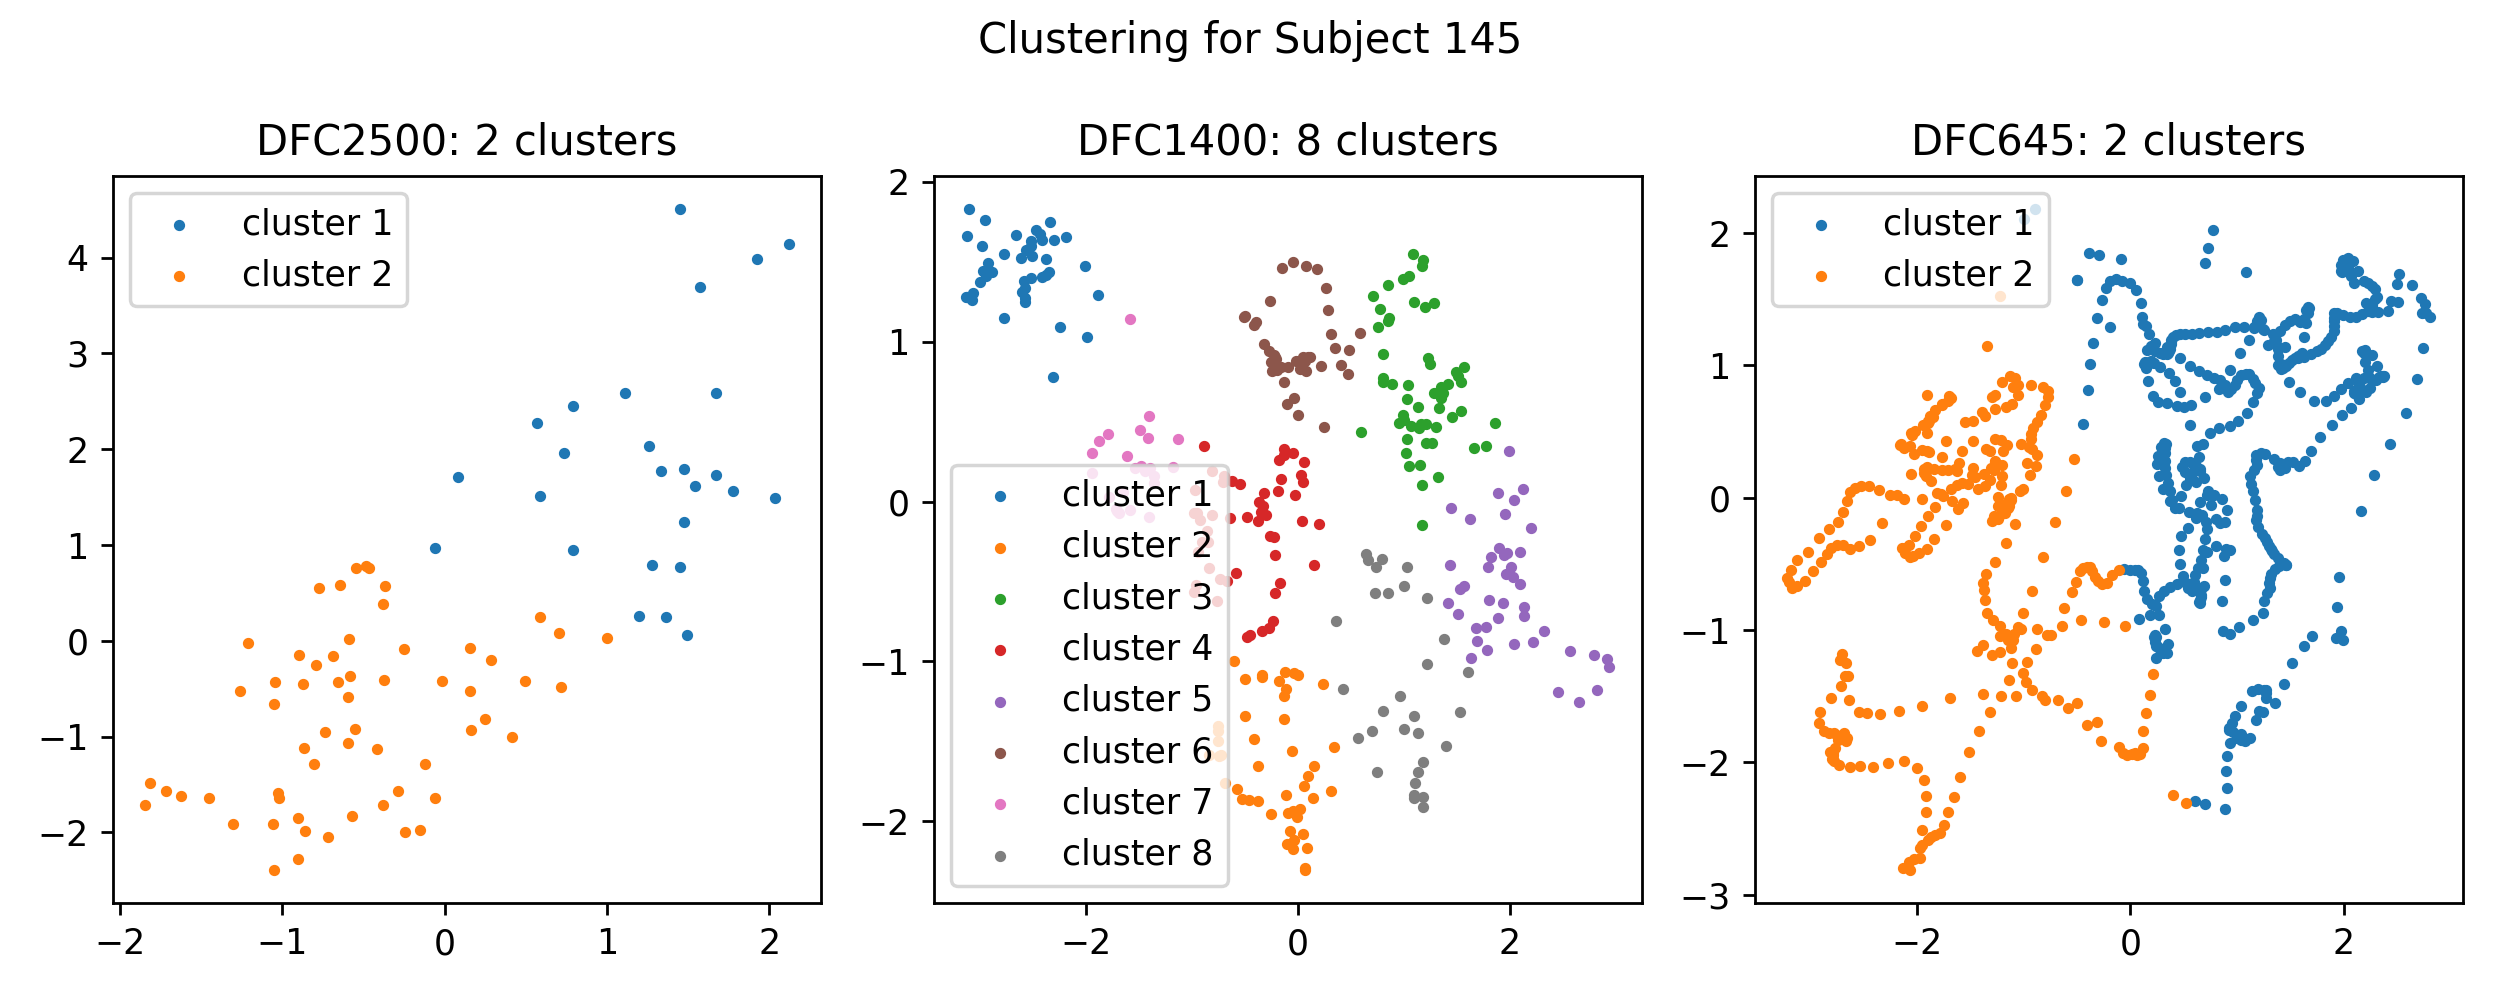 Clustering for Subject 145
DFC2500: 2 clusters
cluster 1
cluster 2
4
3
2
1
0
−1
−2
−2 −1 0 1 2
DFC1400: 8 clusters
2
1
0
−1
−2
cluster 1
cluster 2
cluster 3
cluster 4
cluster 5
cluster 6
cluster 7
cluster 8
−2 0 2
DFC645: 2 clusters
cluster 1
cluster 2
2
1
0
−1
−2
−3
−2 0 2